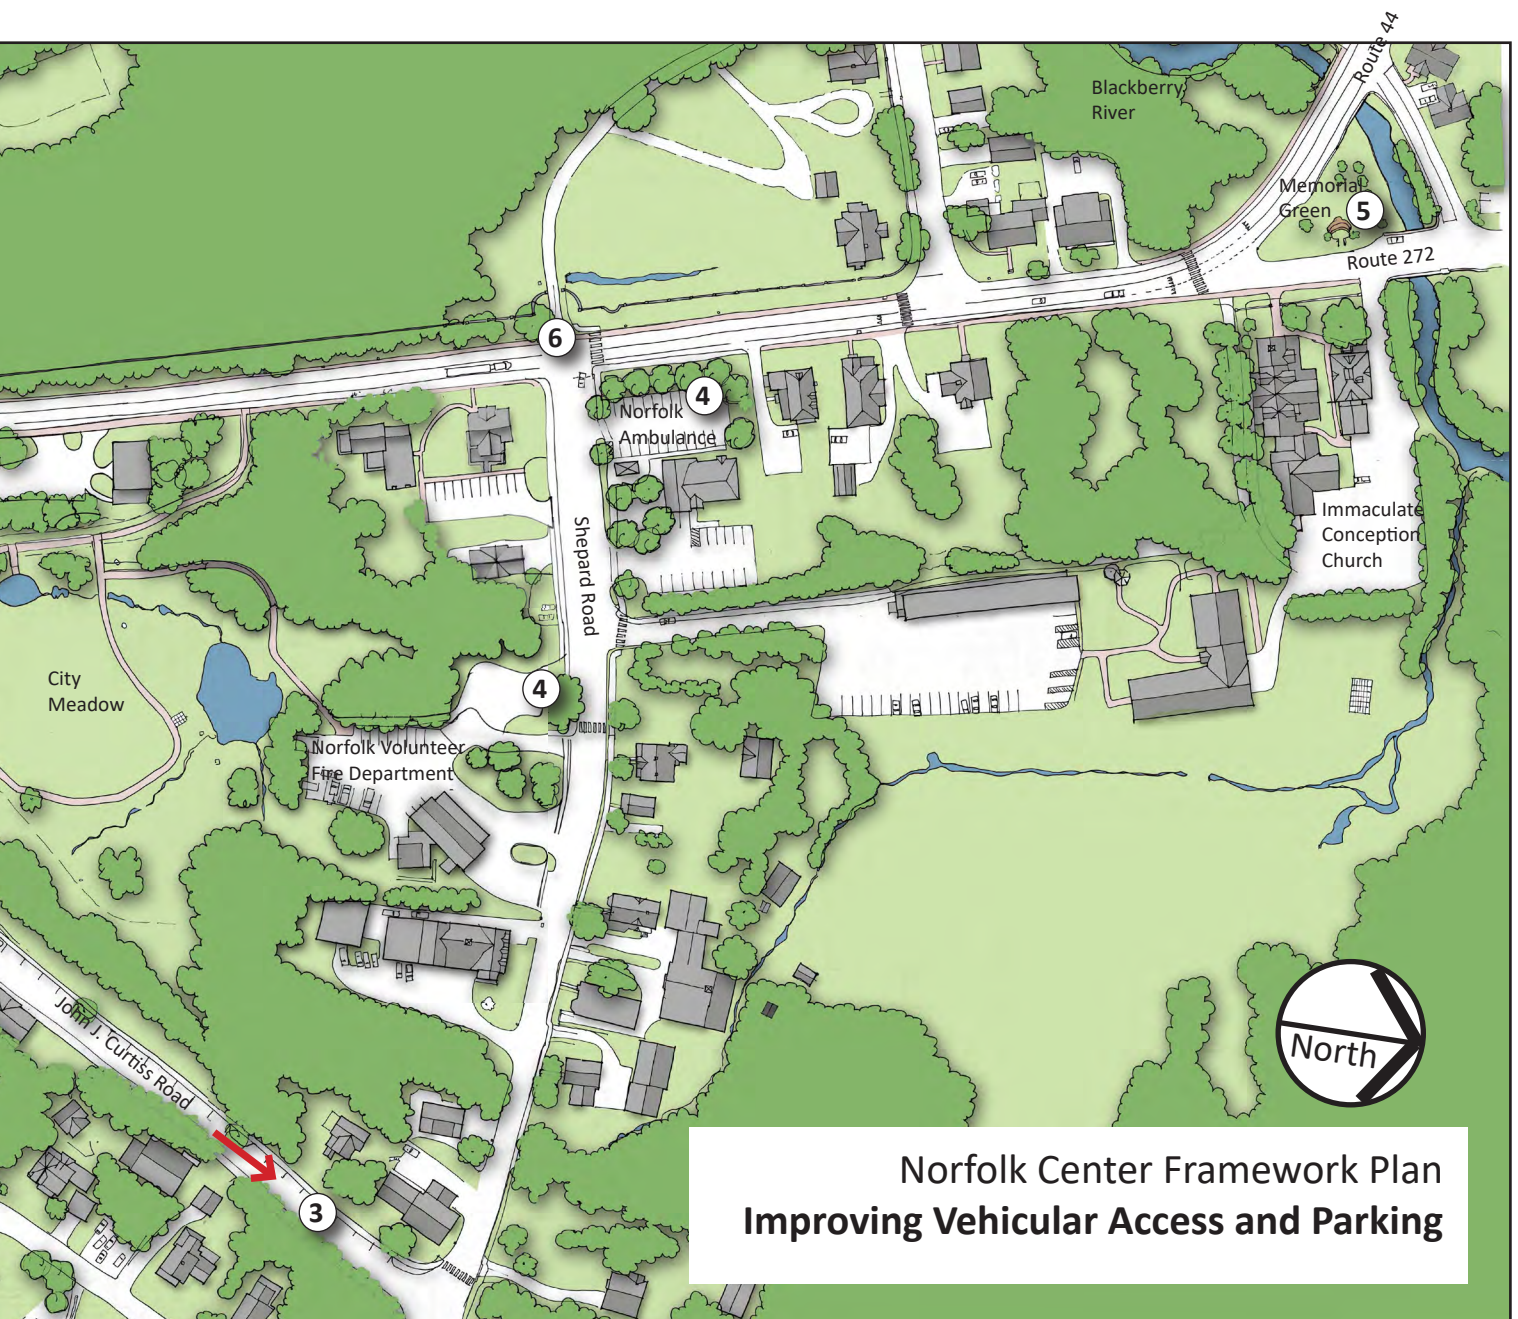 Route 44
Blackberry
River
Memorial
Green
5
Route 272
6
4
Norfolk
Ambulance
Immaculate
Conception
Church
Shepard Road
City
Meadow
4
Norfolk Volunteer
Fire Department
John J. Curtiss Road
North
3
Norfolk Center Framework Plan
Improving Vehicular Access and Parking